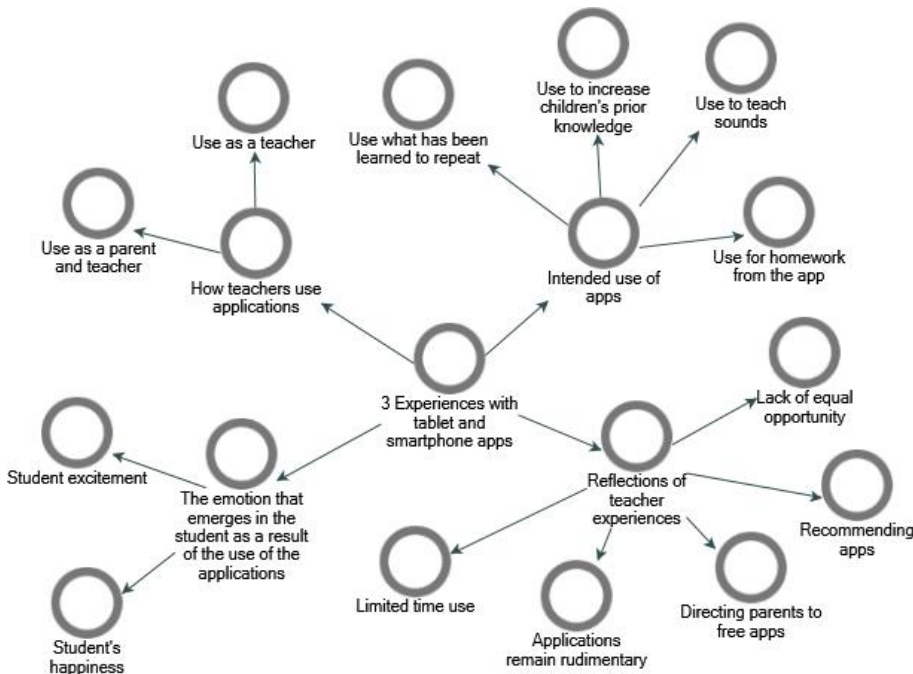 Use as a teacher
Use as a parent
and teacher
How teachers use
applications
Use what has been
learned to repeat
Use to increase
children's prior
knowledge
Use to teach
sounds
Use for homework
from the app
Intended use of
apps
3 Experiences with
tablet and
smartphone apps
Lack of equal
opportunity
Reflections of
teacher
experiences
Recommending
apps
Directing parents to
free apps
Applications
remain rudimentary
Limited time use
Student excitement
The emotion that
emerges in the
student as a result
of the use of the
applications
Student's
happiness